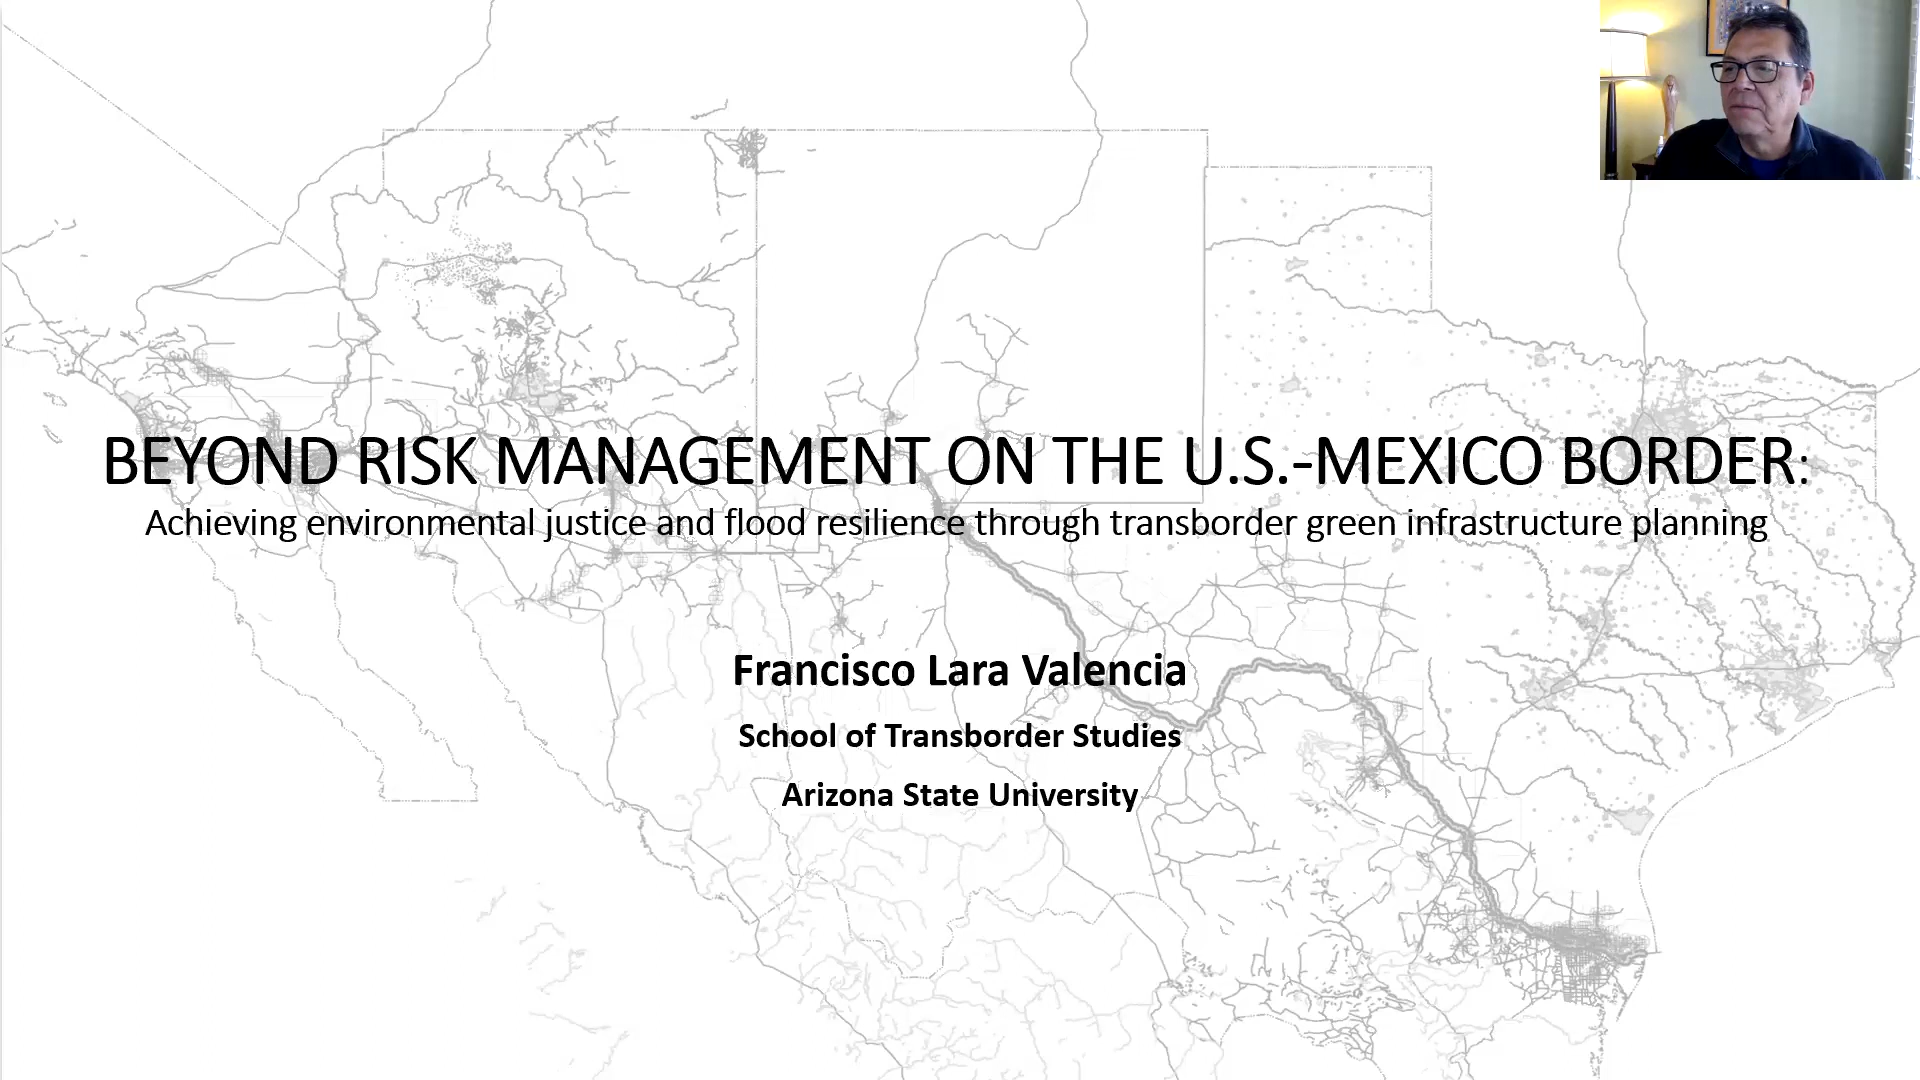 BEYOND RISK MANAGEMENT ON THE U.S.-MEXICO BORDER:
Achieving environmental justice and flood resilience through transborder green infrastructure planning
Francisco Lara Valencia
School of Transborder Studies
Arizona State University